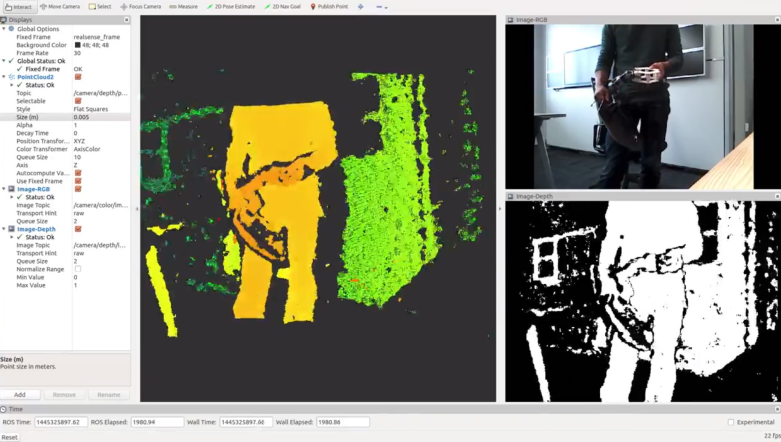 Interact Move Camera Select Focus Camera Measure 2D Pose Estimate 2D Nav Goal Publish Point
Displays
Global Options
Fixed Frame realsense_frame
Background Color 48; 48; 48
Frame Rate 30
Global Status: Ok
Fixed Frame OK
PointCloud2
Status: Ok
Topic /camera/depth/p...
Selectable
Style Flat Squares
Size (m) 0.005
Alpha 1
Decay Time 0
Position Transfor... XYZ
Color Transformer AxisColor
Queue Size 10
Axis Z
Autocompute Va...
Use Fixed Frame
Image-RGB
Status: Ok
Image Topic /camera/color/im...
Transport Hint raw
Queue Size 2
Image-Depth
Status: Ok
Image Topic /camera/depth/i...
Transport Hint raw
Queue Size 2
Normalize Range
Min Value 0
Max Value 1
Size (m)
Point size in meters.
Add Remove Rename
Image-RGB
Image-Depth
Time
ROS Time: 1445325897.62 ROS Elapsed: 1980.94 Wall Time: 1445325897.66 Wall Elapsed: 1980.86 Experimental
Reset 22 fps